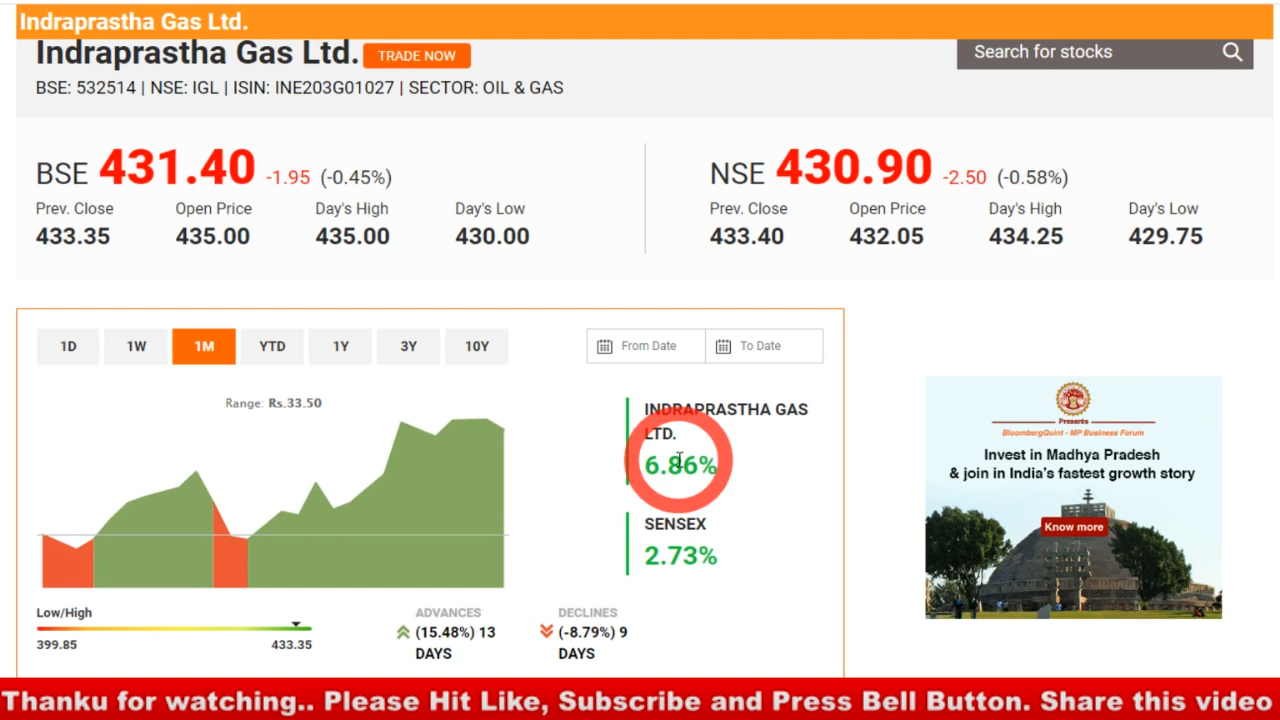 Indraprastha Gas Ltd.
Indraprastha Gas Ltd. TRADE NOW
Search for stocks
BSE: 532514 | NSE: IGL | ISIN: INE203G01027 | SECTOR: OIL & GAS
BSE 431.40 -1.95 (-0.45%)
Prev. Close Open Price Day's High Day's Low
433.35 435.00 435.00 430.00
NSE 430.90 -2.50 (-0.58%)
Prev. Close Open Price Day's High Day's Low
433.40 432.05 434.25 429.75
1D 1W 1M YTD 1Y 3Y 10Y
From Date To Date
Range: Rs.33.50
INDRAPRASTHA GAS
LTD.
6.86%
SENSEX
2.73%
Low/High
399.85 433.35
ADVANCES
(15.48%) 13
DAYS
DECLINES
(-8.79%) 9
DAYS
Presents
BloombergQuint - MP Business Forum
Invest in Madhya Pradesh
& join in India's fastest growth story
Know more
Thanku for watching.. Please Hit Like, Subscribe and Press Bell Button. Share this video